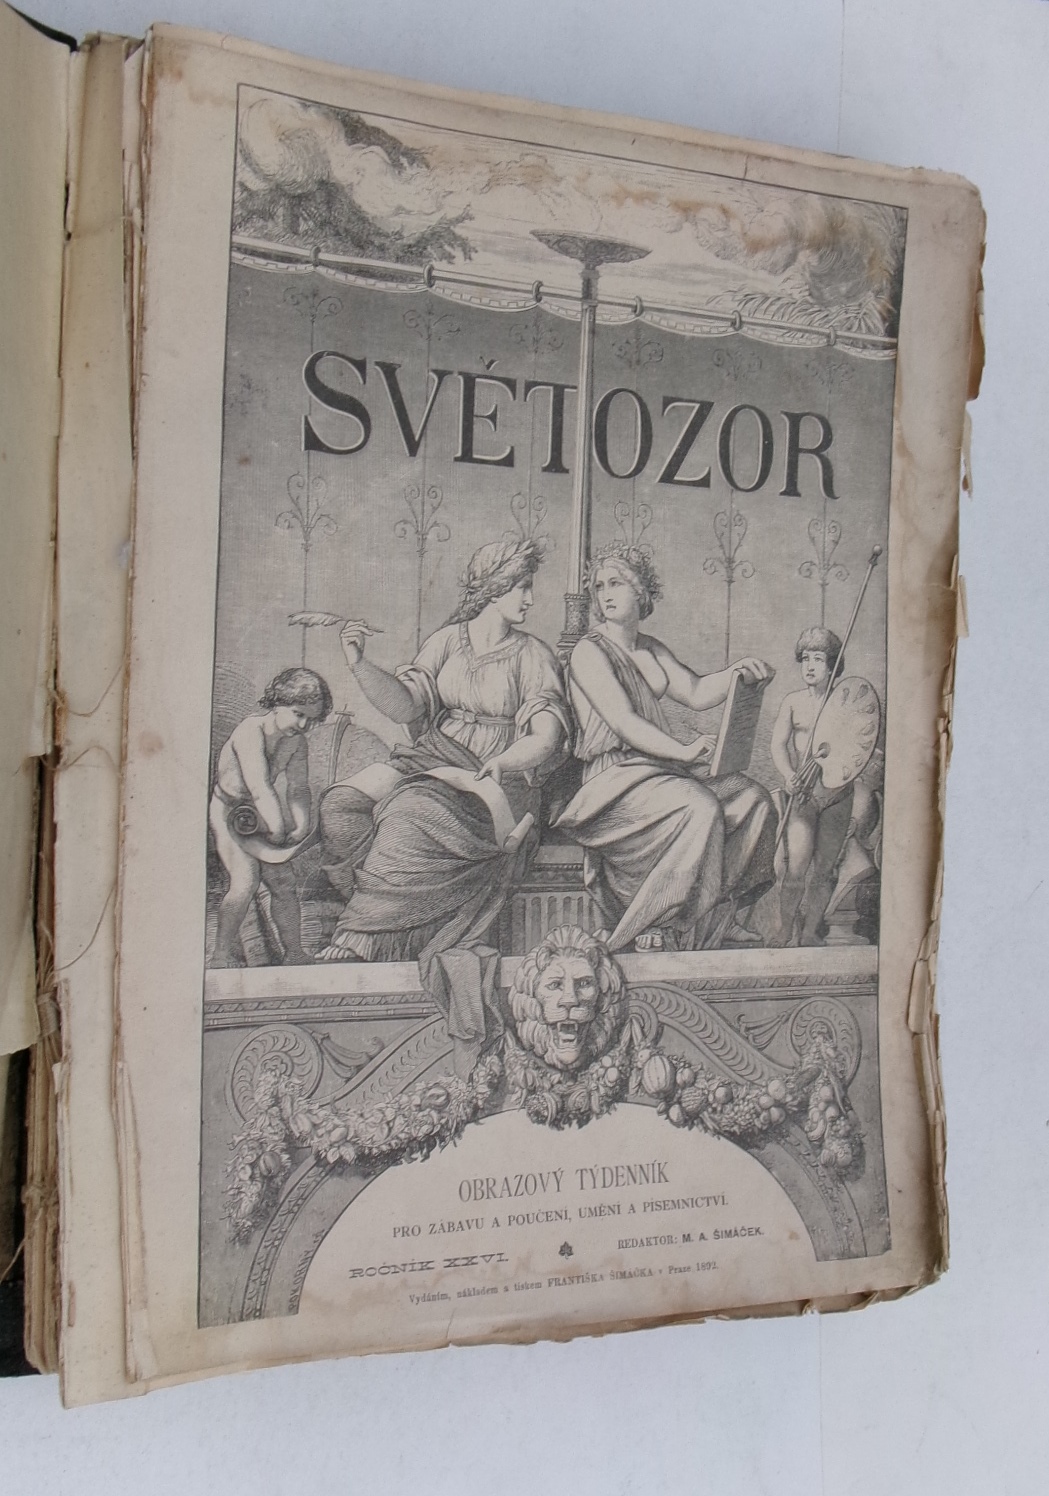 SVĚTOZOR
OBRAZOVÝ TÝDENNÍK
PRO ZÁBAVU A POUČENÍ, UMĚNÍ A PÍSEMNICTVÍ.
ROČNÍK XXVI.
REDAKTOR: M. A. ŠIMÁČEK.
Vydáním, nákladem a tiskem FRANTIŠKA ŠIMÁČKA v Praze 1892.